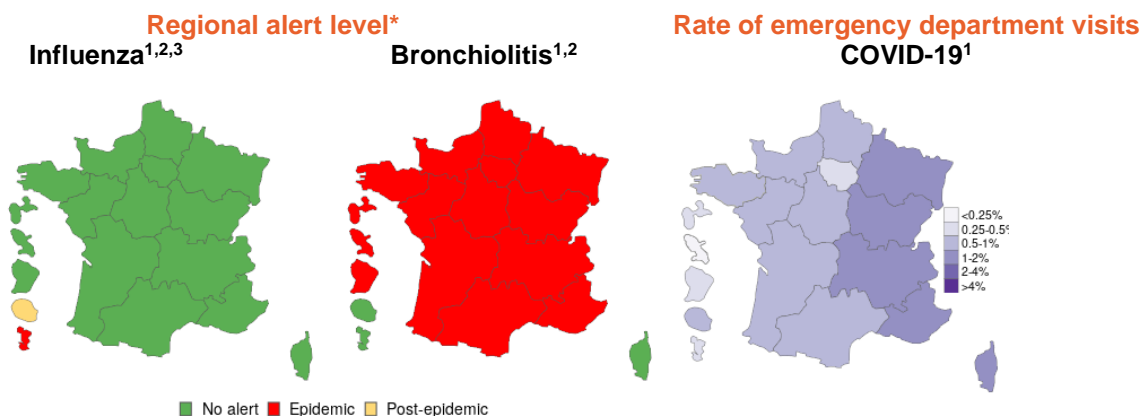 Regional alert level*
Rate of emergency department visits
Influenza1,2,3
Bronchiolitis1,2
COVID-191
<0.25%
0.25-0.5%
0.5-1%
1-2%
2-4%
>4%
No alert
Epidemic
Post-epidemic